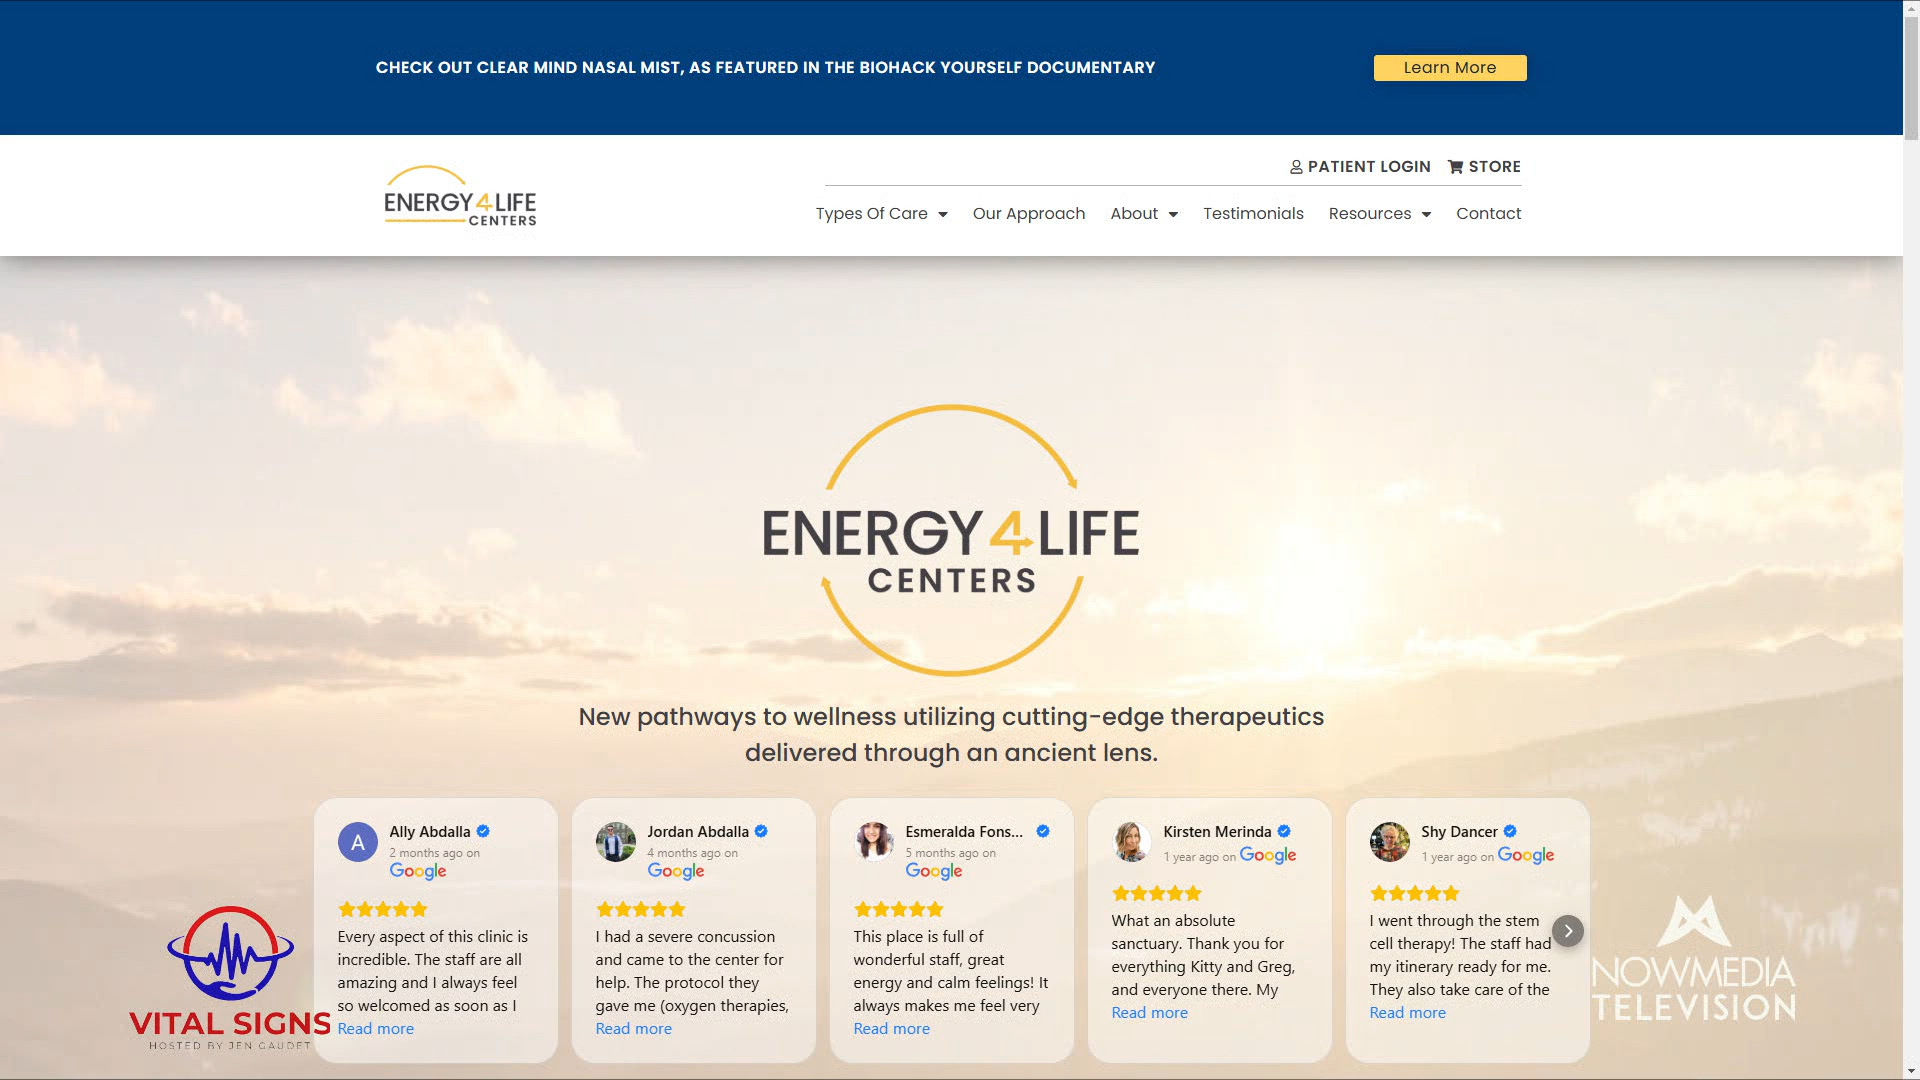 CHECK OUT CLEAR MIND NASAL MIST, AS FEATURED IN THE BIOHACK YOURSELF DOCUMENTARY
Learn More
PATIENT LOGIN STORE
ENERGY4LIFE
CENTERS
Types Of Care Our Approach About Testimonials Resources Contact
ENERGY4LIFE
CENTERS
New pathways to wellness utilizing cutting-edge therapeutics
delivered through an ancient lens.
A
Ally Abdalla
2 months ago on
Google
Every aspect of this clinic is
incredible. The staff are all
amazing and I always feel
so welcomed as soon as I
Read more
Jordan Abdalla
4 months ago on
Google
I had a severe concussion
and came to the center for
help. The protocol they
gave me (oxygen therapies,
Read more
Esmeralda Fons...
5 months ago on
Google
This place is full of
wonderful staff, great
energy and calm feelings! It
always makes me feel very
Read more
Kirsten Merinda
1 year ago on Google
What an absolute
sanctuary. Thank you for
everything Kitty and Greg,
and everyone there. My
Read more
Shy Dancer
1 year ago on Google
I went through the stem
cell therapy! The staff had
my itinerary ready for me.
They also take care of the
Read more
VITAL SIGNS
HOSTED BY JEN GAUDET
NOWMEDIA
TELEVISION